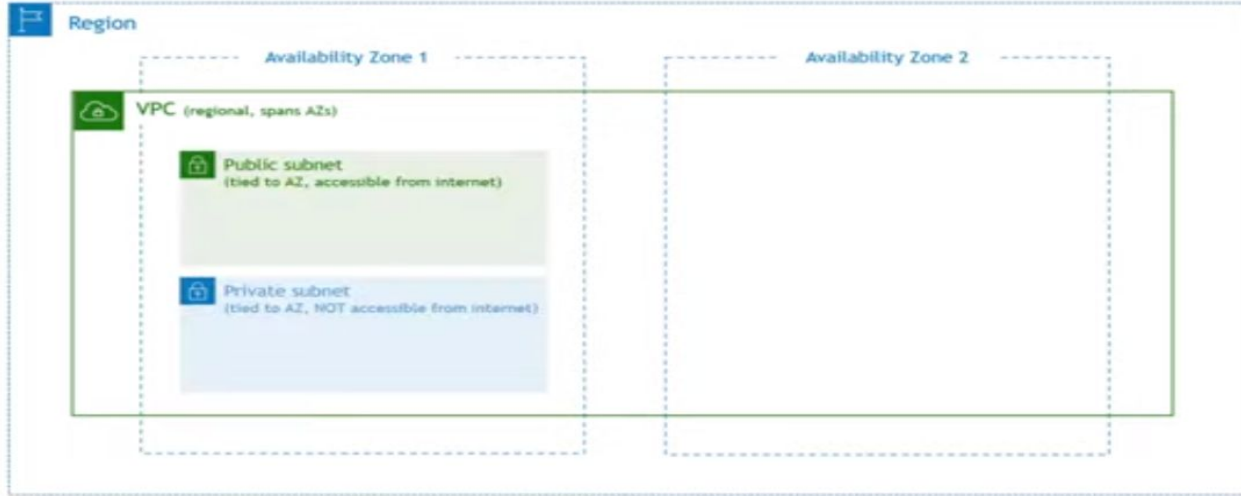 Region
Availability Zone 1
Availability Zone 2
VPC (regional, spans AZs)
Public subnet
(tied to AZ, accessible from internet)
Private subnet
(tied to AZ, NOT accessible from internet)